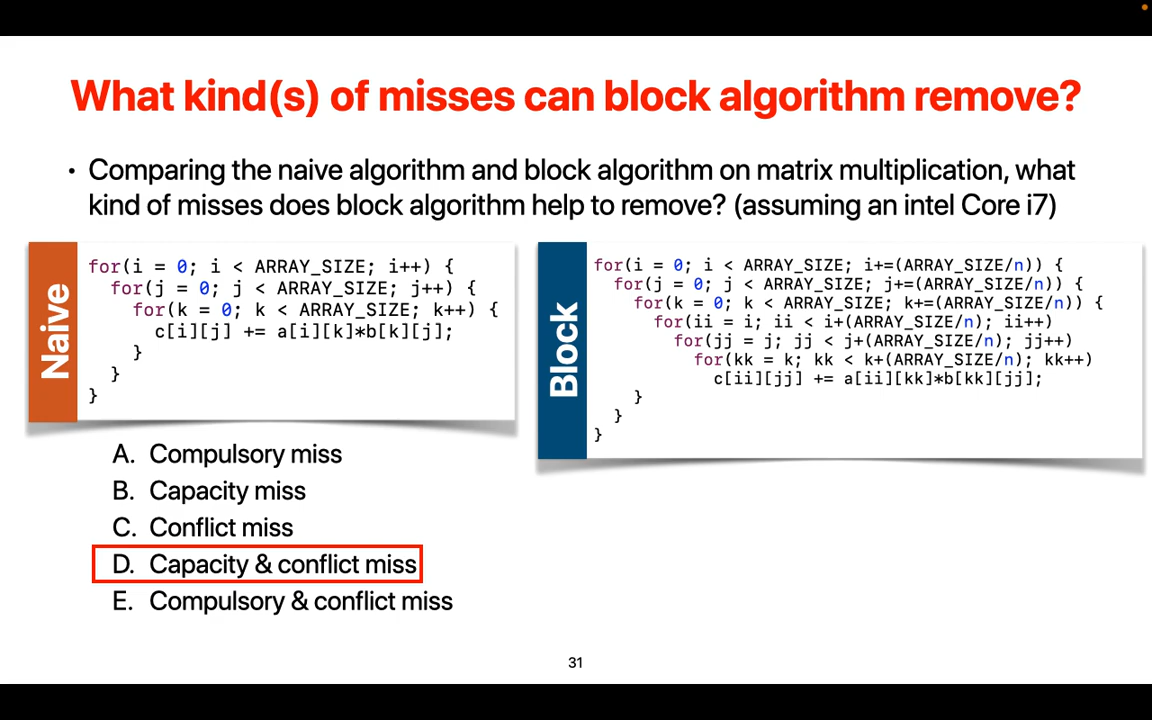 What kind(s) of misses can block algorithm remove?
• Comparing the naive algorithm and block algorithm on matrix multiplication, what
kind of misses does block algorithm help to remove? (assuming an intel Core i7)
Naive
for(i = 0; i < ARRAY_SIZE; i++) {
for(j = 0; j < ARRAY_SIZE; j++) {
for(k = 0; k < ARRAY_SIZE; k++) {
c[i][j] += a[i][k]*b[k][j];
}
}
}
Block
for(i = 0; i < ARRAY_SIZE; i+=(ARRAY_SIZE/n)) {
for(j = 0; j < ARRAY_SIZE; j+=(ARRAY_SIZE/n)) {
for(k = 0; k < ARRAY_SIZE; k+=(ARRAY_SIZE/n)) {
for(ii = i; ii < i+(ARRAY_SIZE/n); ii++)
for(jj = j; jj < j+(ARRAY_SIZE/n); jj++)
for(kk = k; kk < k+(ARRAY_SIZE/n); kk++)
c[ii][jj] += a[ii][kk]*b[kk][jj];
}
}
}
A. Compulsory miss
B. Capacity miss
C. Conflict miss
D. Capacity & conflict miss
E. Compulsory & conflict miss
31